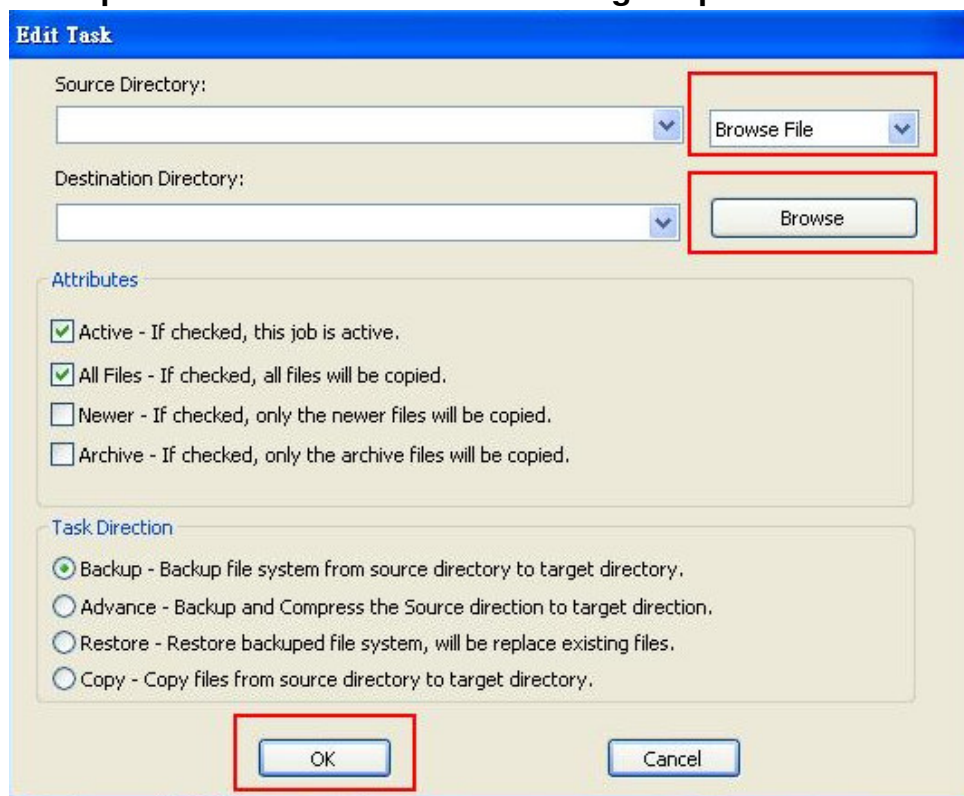 Edit Task
Source Directory:
Browse File
Destination Directory:
Browse
Attributes
Active - If checked, this job is active.
All Files - If checked, all files will be copied.
Newer - If checked, only the newer files will be copied.
Archive - If checked, only the archive files will be copied.
Task Direction
Backup - Backup file system from source directory to target directory.
Advance - Backup and Compress the Source direction to target direction.
Restore - Restore backuped file system, will be replace existing files.
Copy - Copy files from source directory to target directory.
OK Cancel